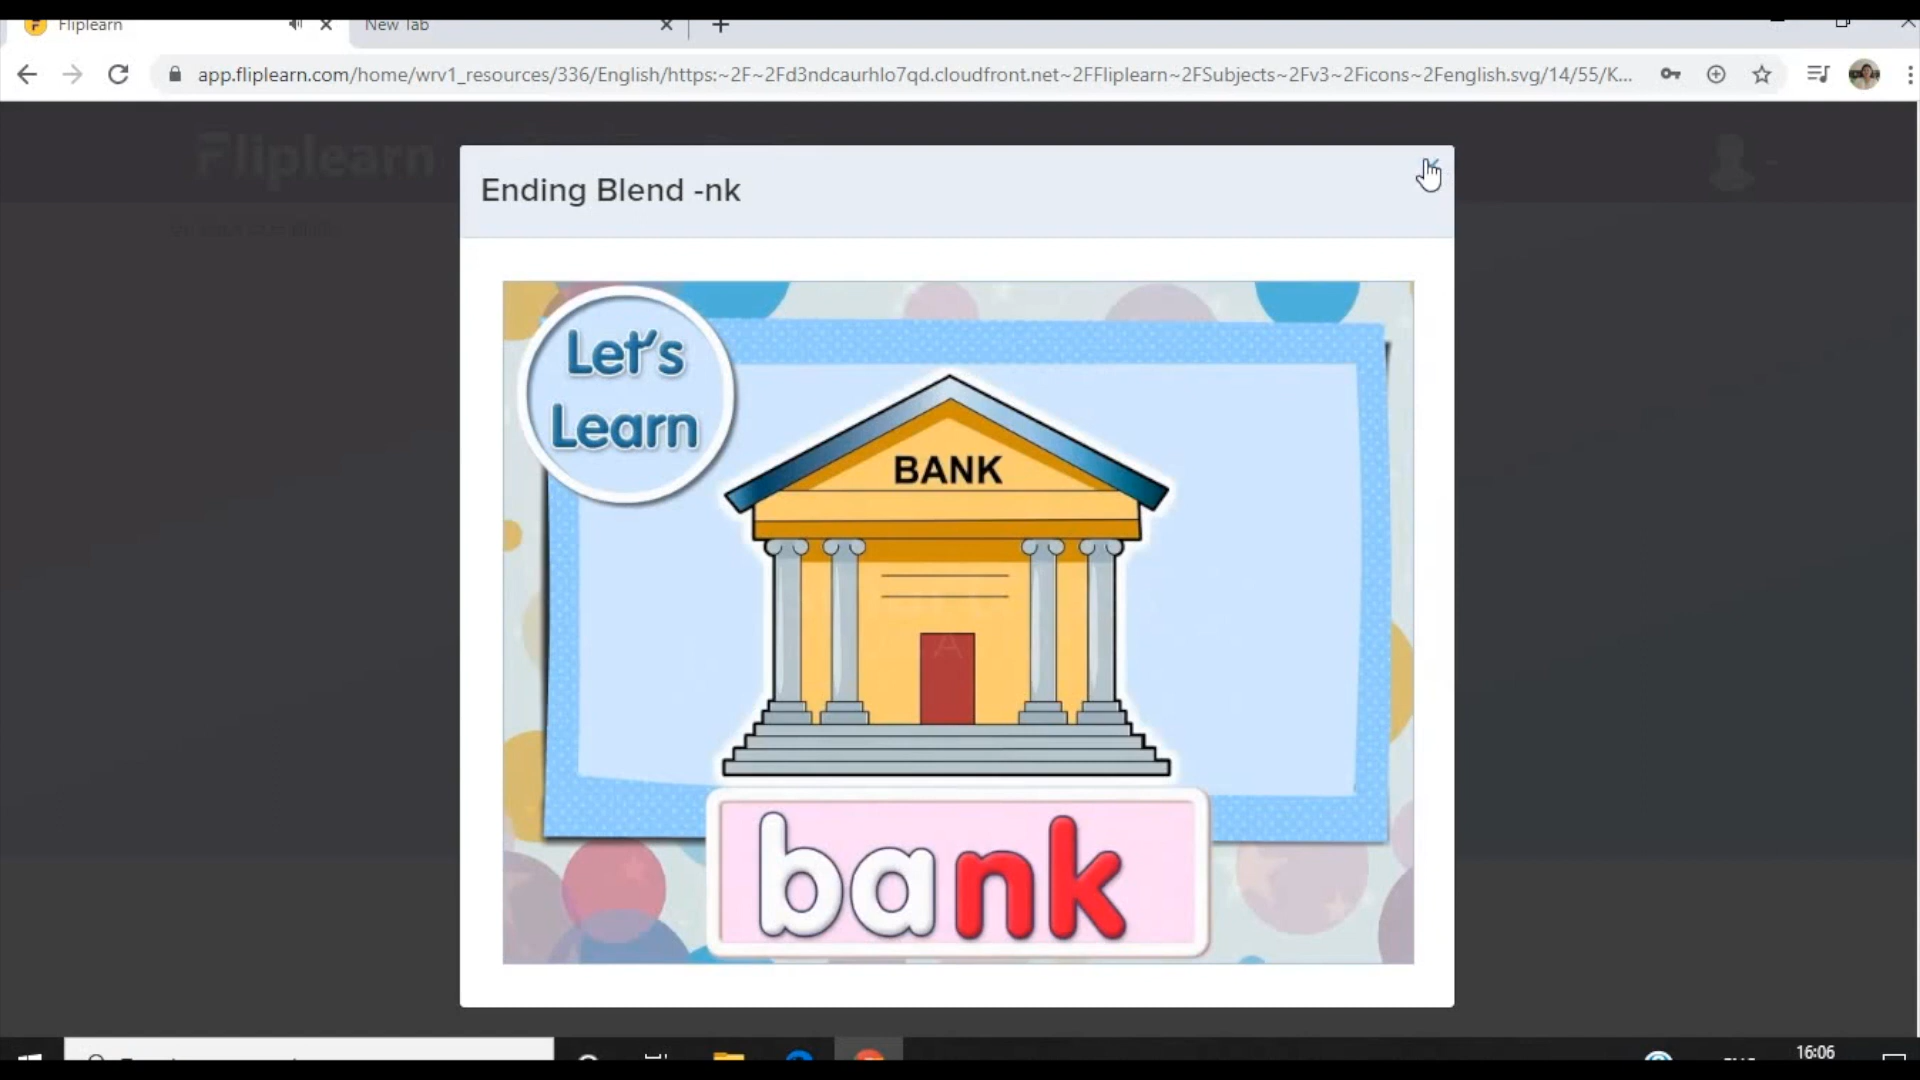 Fliplearn
New Tab
app.fliplearn.com/home/wrv1_resources/336/English/https:~2F~2Fd3ndcaurhlo7qd.cloudfront.net~2FFliplearn~2FSubjects~2Fv3~2Ficons~2Fenglish.svg/14/55/K...
Fliplearn
Ending Blend -nk
Let's
Learn
BANK
bank
16:06